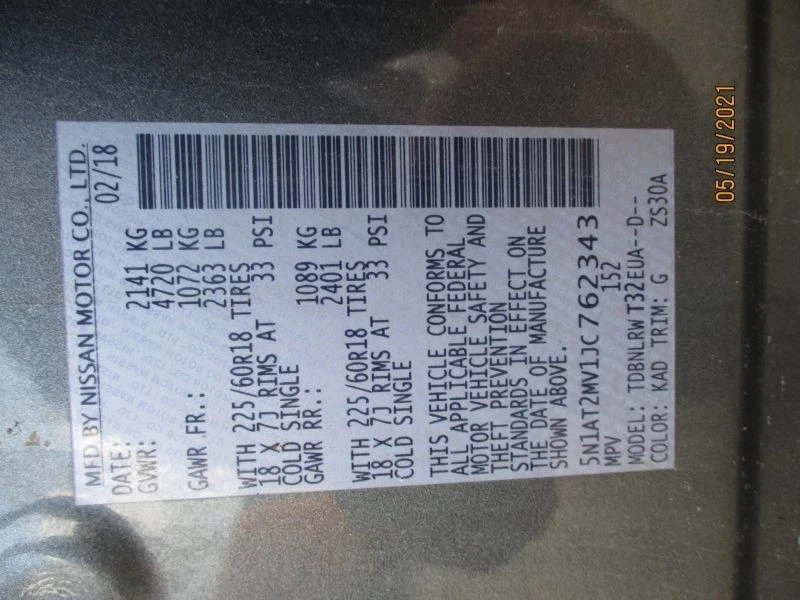 MFD BY NISSAN MOTOR CO., LTD.
DATE: 02/18
GVWR: 2141 KG
4720 LB
GAWR FR.: 1072 KG
2363 LB
WITH 225/60R18 TIRES
18 X 7J RIMS AT 33 PSI
COLD SINGLE
GAWR RR.: 1089 KG
2401 LB
WITH 225/60R18 TIRES
18 X 7J RIMS AT 33 PSI
COLD SINGLE
THIS VEHICLE CONFORMS TO
ALL APPLICABLE FEDERAL
MOTOR VEHICLE SAFETY AND
THEFT PREVENTION
STANDARDS IN EFFECT ON
THE DATE OF MANUFACTURE
SHOWN ABOVE.
5N1AT2MV1JC762343
MPV 152
MODEL: TDBNLRWT32EUA--D--
COLOR: KAD TRIM: G ZS30A
05/19/2021